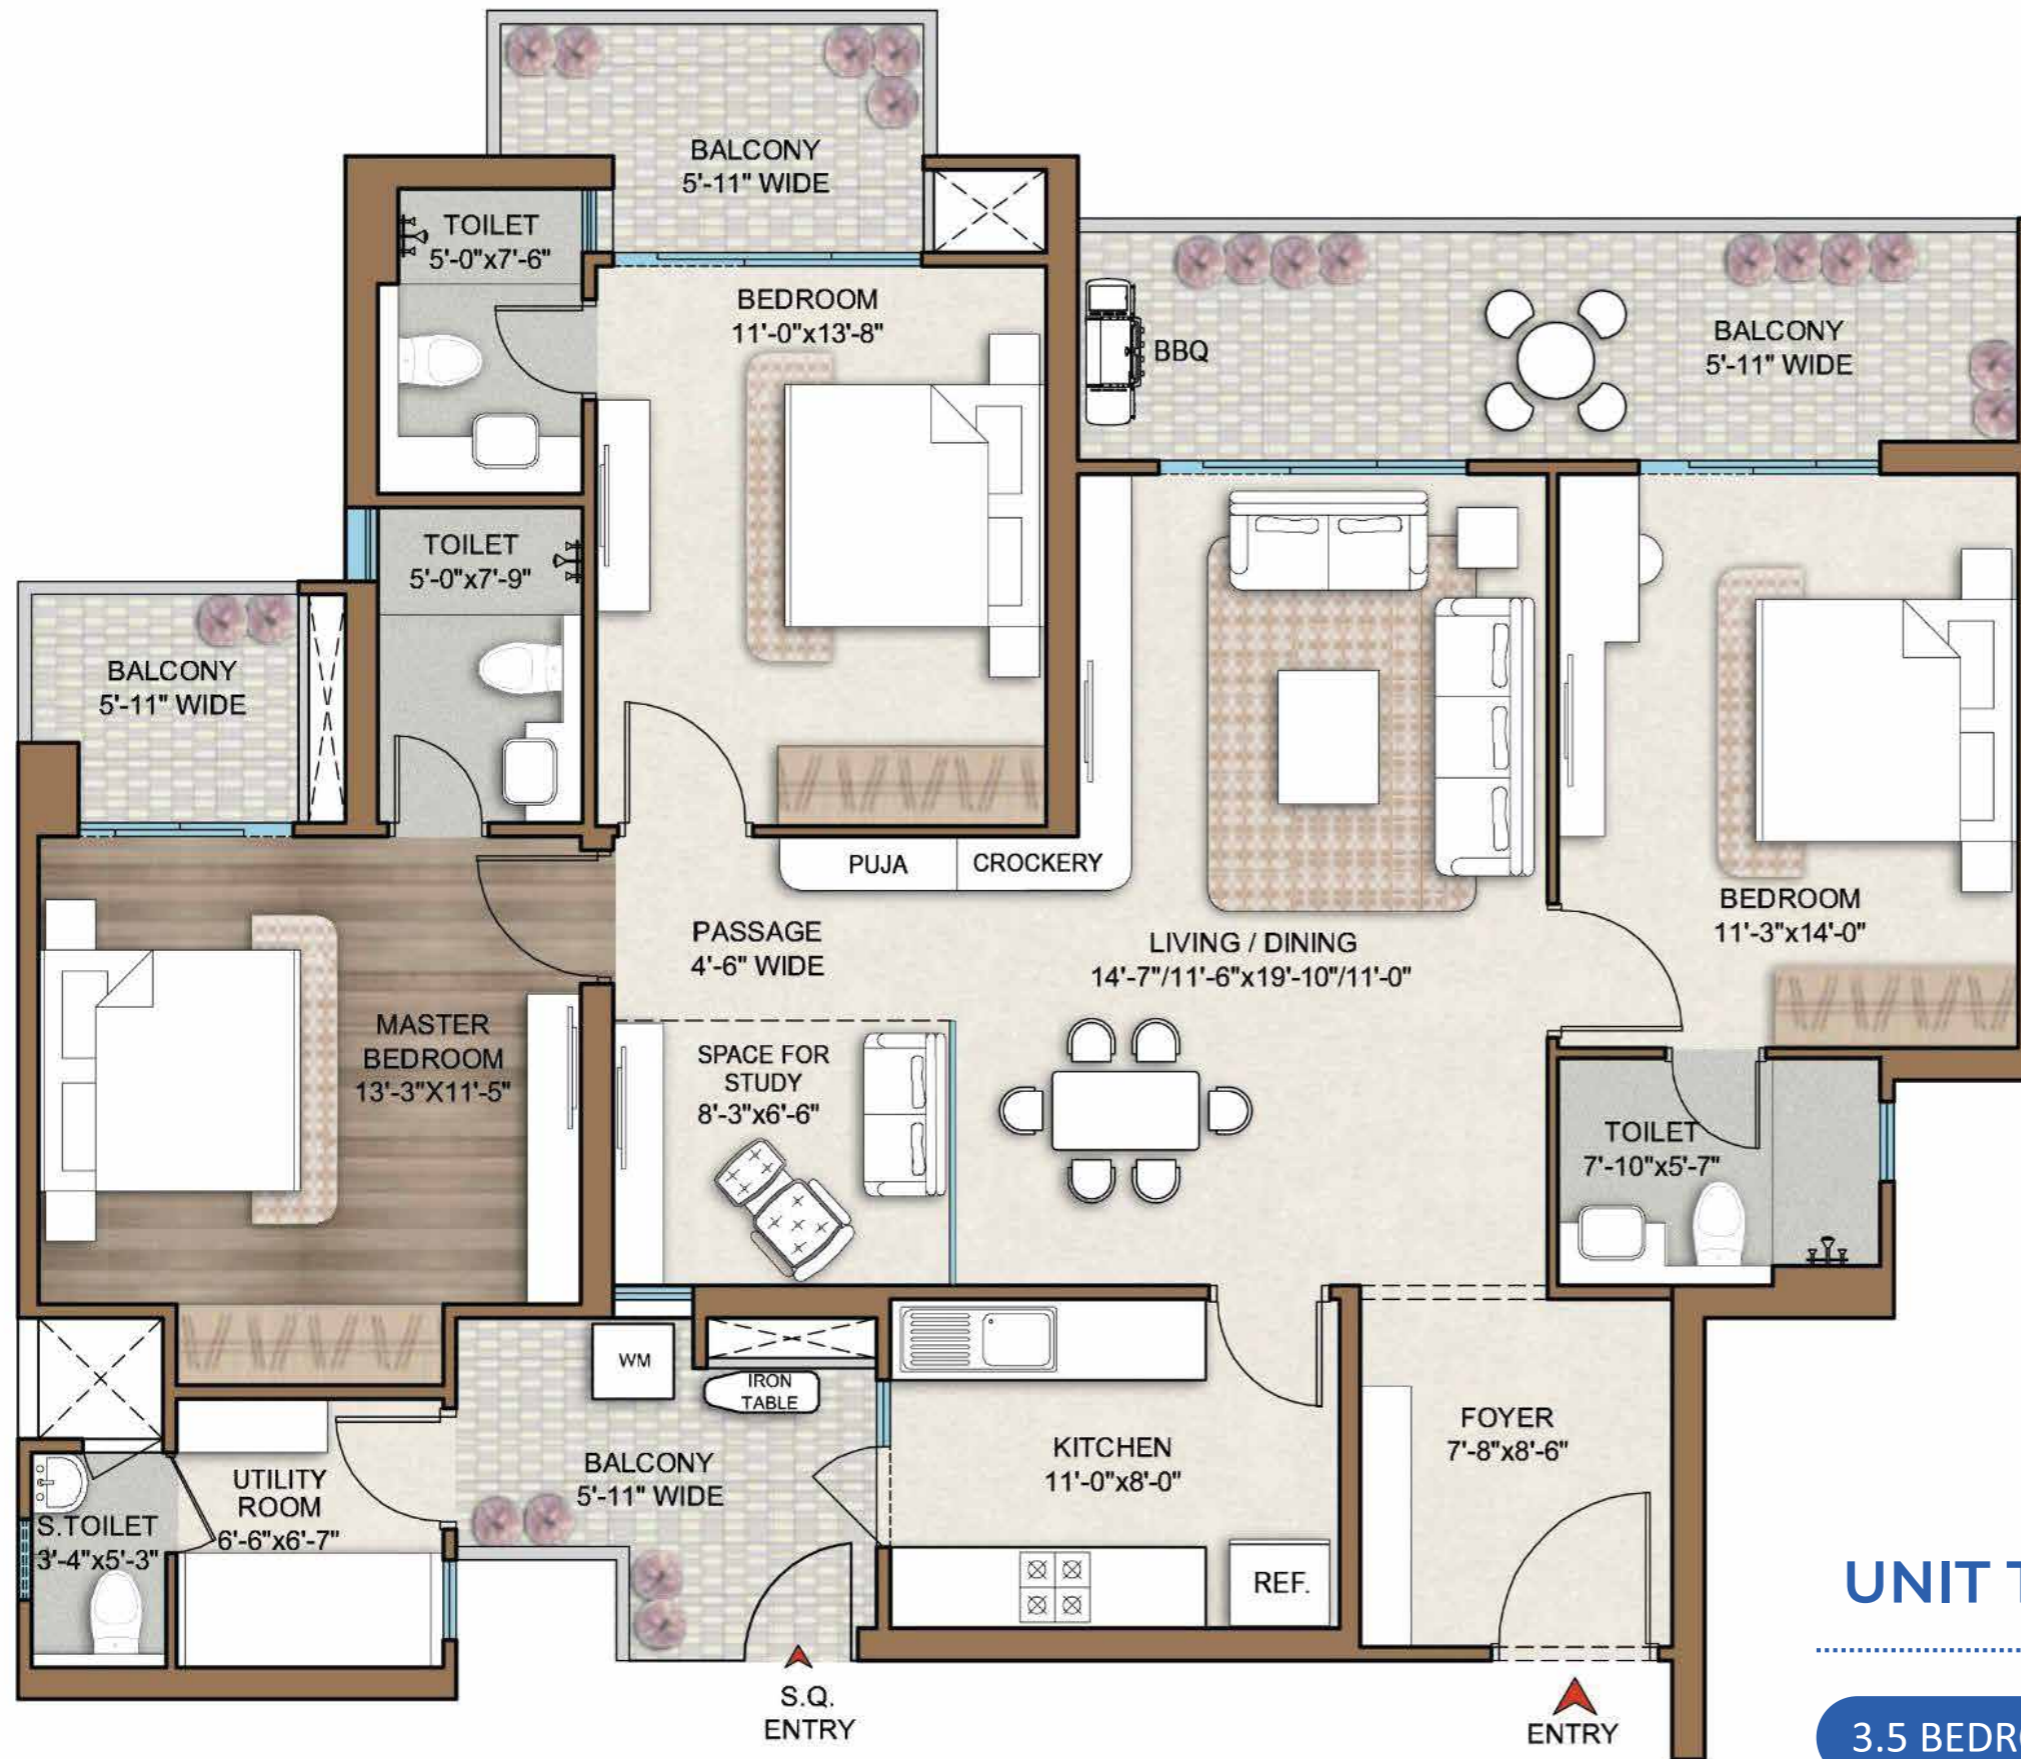 BALCONY
5'-11" WIDE
TOILET
5'-0"x7'-6"
BEDROOM
11'-0"x13'-8"
BBQ
BALCONY
5'-11" WIDE
TOILET
5'-0"x7'-9"
BALCONY
5'-11" WIDE
PUJA
CROCKERY
BEDROOM
11'-3"x14'-0"
PASSAGE
4'-6" WIDE
LIVING / DINING
14'-7"/11'-6"x19'-10"/11'-0"
MASTER
BEDROOM
13'-3"X11'-5"
SPACE FOR
STUDY
8'-3"x6'-6"
TOILET
7'-10"x5'-7"
WM
IRON
TABLE
FOYER
7'-8"x8'-6"
KITCHEN
11'-0"x8'-0"
BALCONY
5'-11" WIDE
UTILITY
ROOM
6'-6"x6'-7"
S.TOILET
3'-4"x5'-3"
REF.
UNIT T
S.Q.
ENTRY
ENTRY
3.5 BEDR